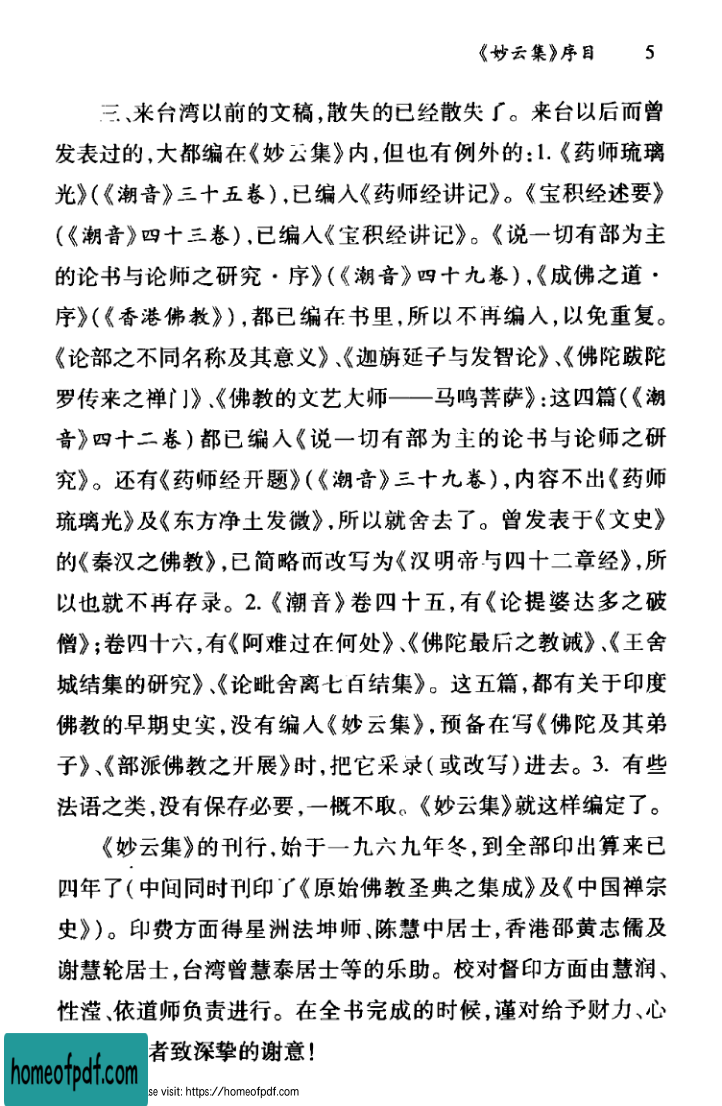 《妙云集》序目 5
三、来台湾以前的文稿,散失的已经散失了。来台以后而曾
发表过的,大都编在《妙云集》内,但也有例外的:1.《药师琉璃
光》(《潮音》三十五卷),已编入《药师经讲记》。《宝积经述要》
(《潮音》四十三卷),已编入《宝积经讲记》。《说一切有部为主
的论书与论师之研究·序》(《潮音》四十九卷),《成佛之道·
序》(《香港佛教》),都已编在书里,所以不再编入,以免重复。
《论部之不同名称及其意义》、《迦旃延子与发智论》、《佛陀跋陀
罗传来之禅门》、《佛教的文艺大师——马鸣菩萨》:这四篇(《潮
音》四十二卷)都已编入《说一切有部为主的论书与论师之研
究》。还有《药师经开题》(《潮音》三十九卷),内容不出《药师
琉璃光》及《东方净土发微》,所以就舍去了。曾发表于《文史》
的《秦汉之佛教》,已简略而改写为《汉明帝与四十二章经》,所
以也就不再存录。2.《潮音》卷四十五,有《论提婆达多之破
僧》;卷四十六,有《阿难过在何处》、《佛陀最后之教诫》、《王舍
城结集的研究》、《论毗舍离七百结集》。这五篇,都有关于印度
佛教的早期史实,没有编入《妙云集》,预备在写《佛陀及其弟
子》、《部派佛教之开展》时,把它采录(或改写)进去。3. 有些
法语之类,没有保存必要,一概不取。《妙云集》就这样编定了。
《妙云集》的刊行,始于一九六九年冬,到全部印出算来已
四年了(中间同时刊印了《原始佛教圣典之集成》及《中国禅宗
史》)。印费方面得星洲法坤师、陈慧中居士,香港邵黄志儒及
谢慧轮居士,台湾曾慧泰居士等的乐助。校对督印方面由慧润、
性滢、依道师负责进行。在全书完成的时候,谨对给予财力、心
者致深挚的谢意!
homeofpdf.com
se visit: https://homeofpdf.com